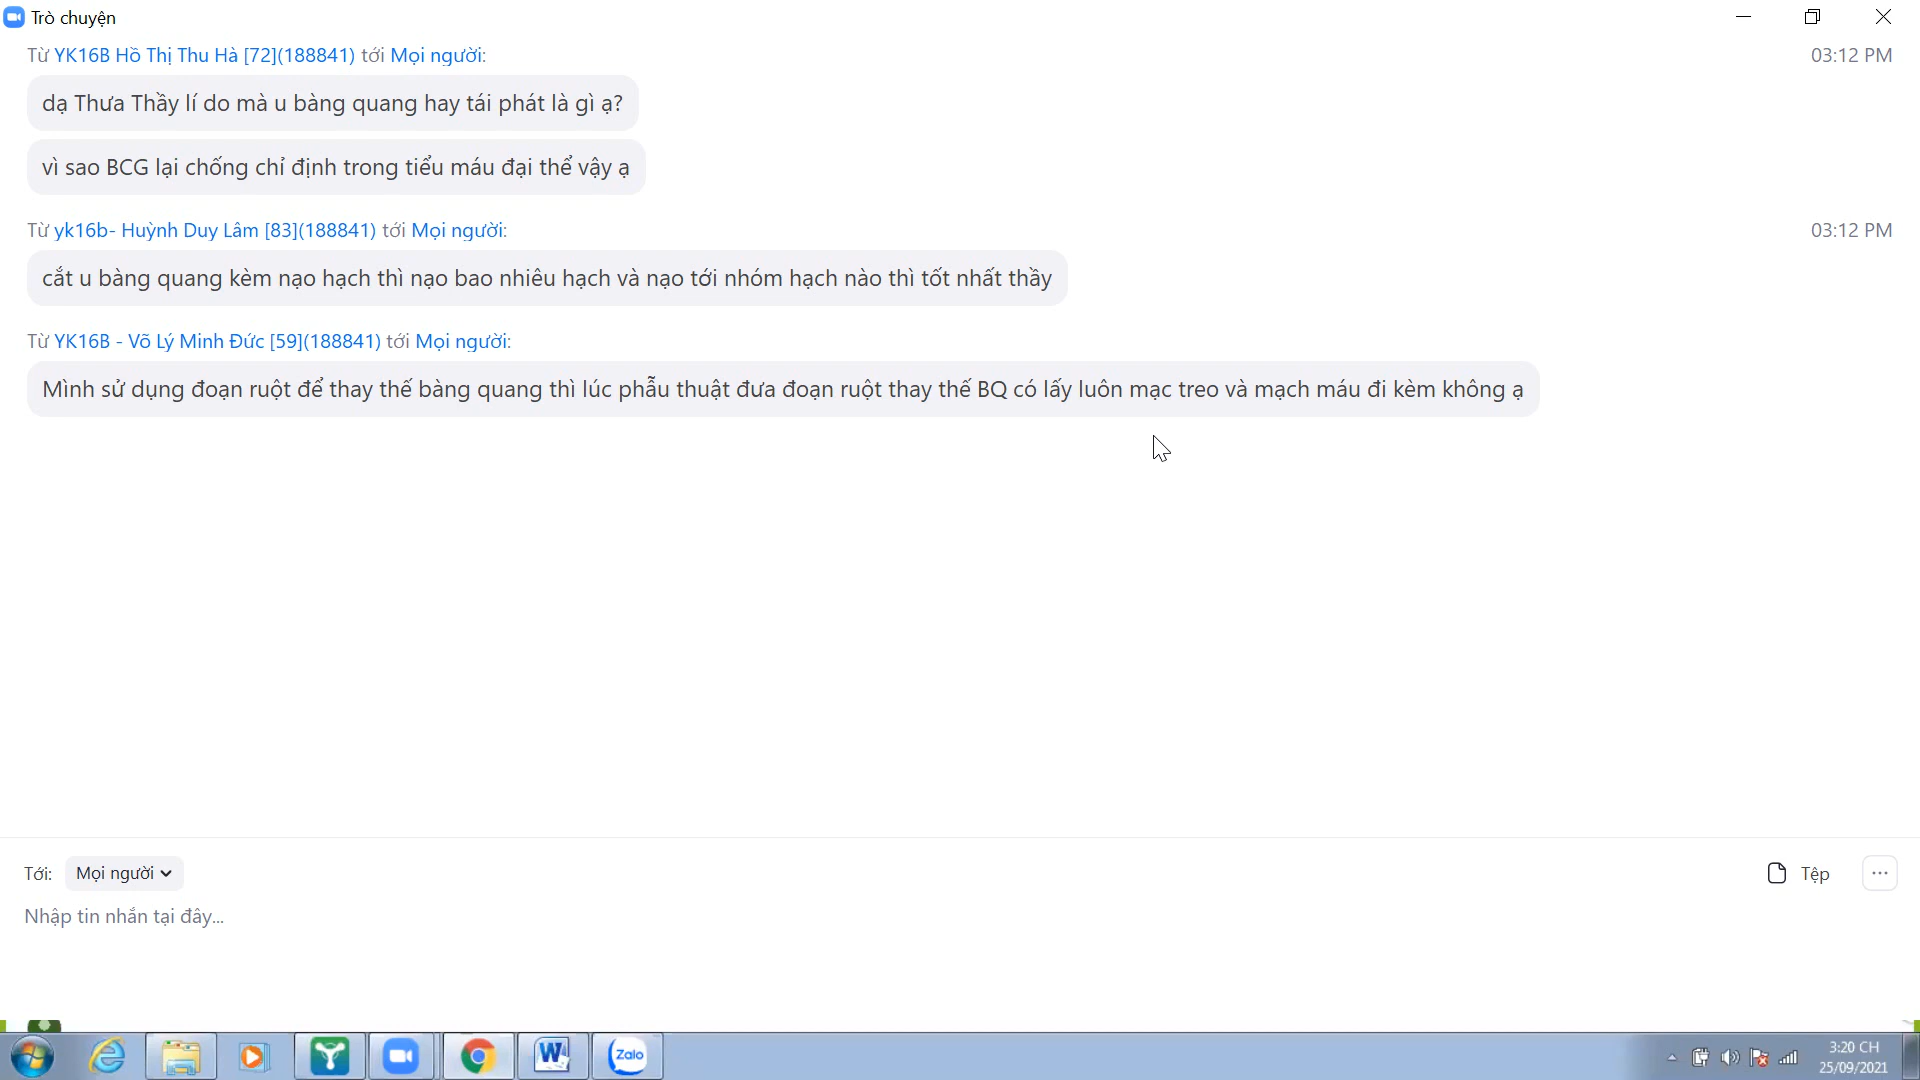 Trò chuyện
Từ YK16B Hồ Thị Thu Hà [72](188841) tới Mọi người: 03:12 PM
dạ Thưa Thầy lí do mà u bàng quang hay tái phát là gì ạ?
vì sao BCG lại chống chỉ định trong tiểu máu đại thể vậy ạ
Từ yk16b- Huỳnh Duy Lâm [83](188841) tới Mọi người: 03:12 PM
cắt u bàng quang kèm nạo hạch thì nạo bao nhiêu hạch và nạo tới nhóm hạch nào thì tốt nhất thầy
Từ YK16B - Võ Lý Minh Đức [59](188841) tới Mọi người:
Mình sử dụng đoạn ruột để thay thế bàng quang thì lúc phẫu thuật đưa đoạn ruột thay thế BQ có lấy luôn mạc treo và mạch máu đi kèm không ạ
Tới: Mọi người Tệp
Nhập tin nhắn tại đây...
Zalo
3:20 CH
25/09/2021